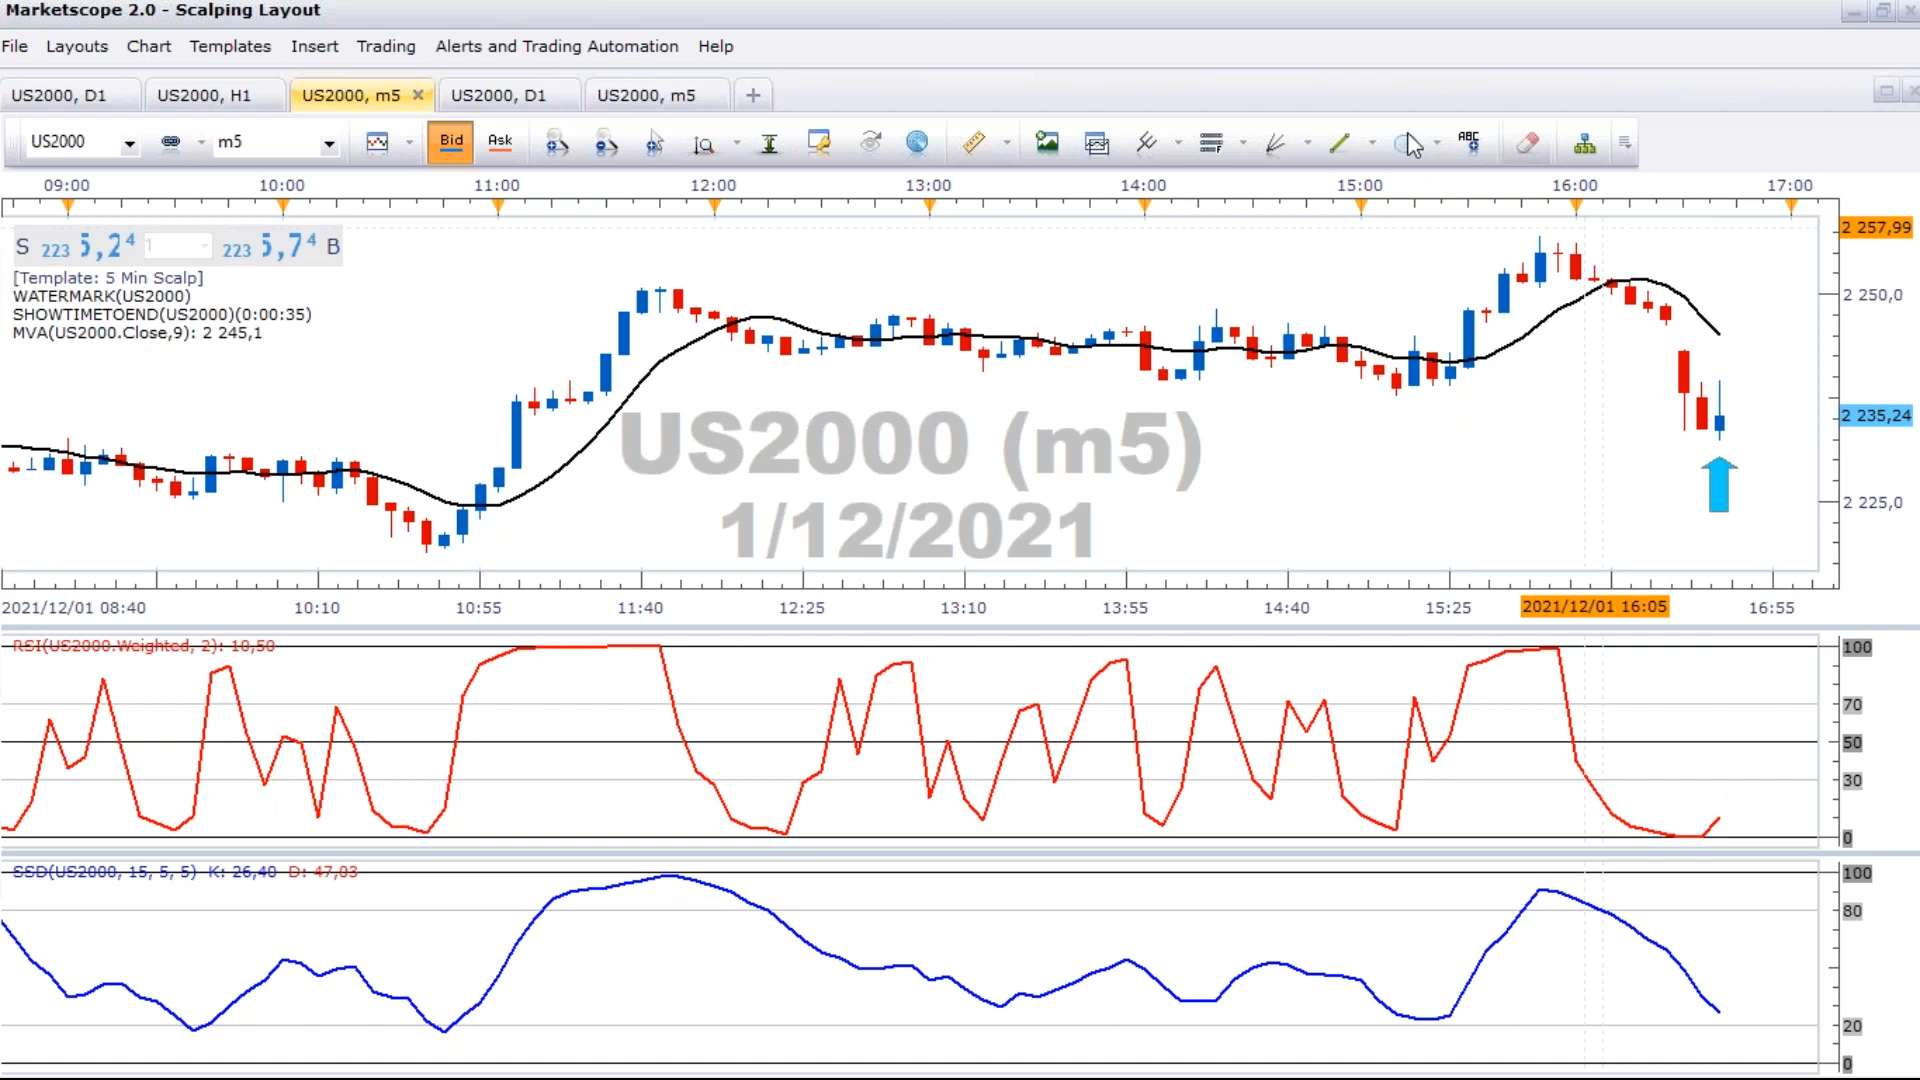 Marketscope 2.0 - Scalping Layout
File Layouts Chart Templates Insert Trading Alerts and Trading Automation Help
US2000, D1 US2000, H1 US2000, m5 US2000, D1 US2000, m5
US2000 m5 Bid Ask ABC
09:00 10:00 11:00 12:00 13:00 14:00 15:00 16:00 17:00
2 257,99
S 223 5,24 1 223 5,74 B
[Template: 5 Min Scalp]
WATERMARK(US2000)
SHOWTIMETOEND(US2000)(0:00:35)
MVA(US2000.Close,9): 2 245,1
2 250,0
2 235,24
2 225,0
US2000 (m5)
1/12/2021
2021/12/01 08:40 10:10 10:55 11:40 12:25 13:10 13:55 14:40 15:25 2021/12/01 16:05 16:55
RSI(US2000.Weighted, 2): 10,50
100
70
50
30
0
SSD(US2000, 15, 5, 5) K: 26,40 D: 47,03
100
80
20
0